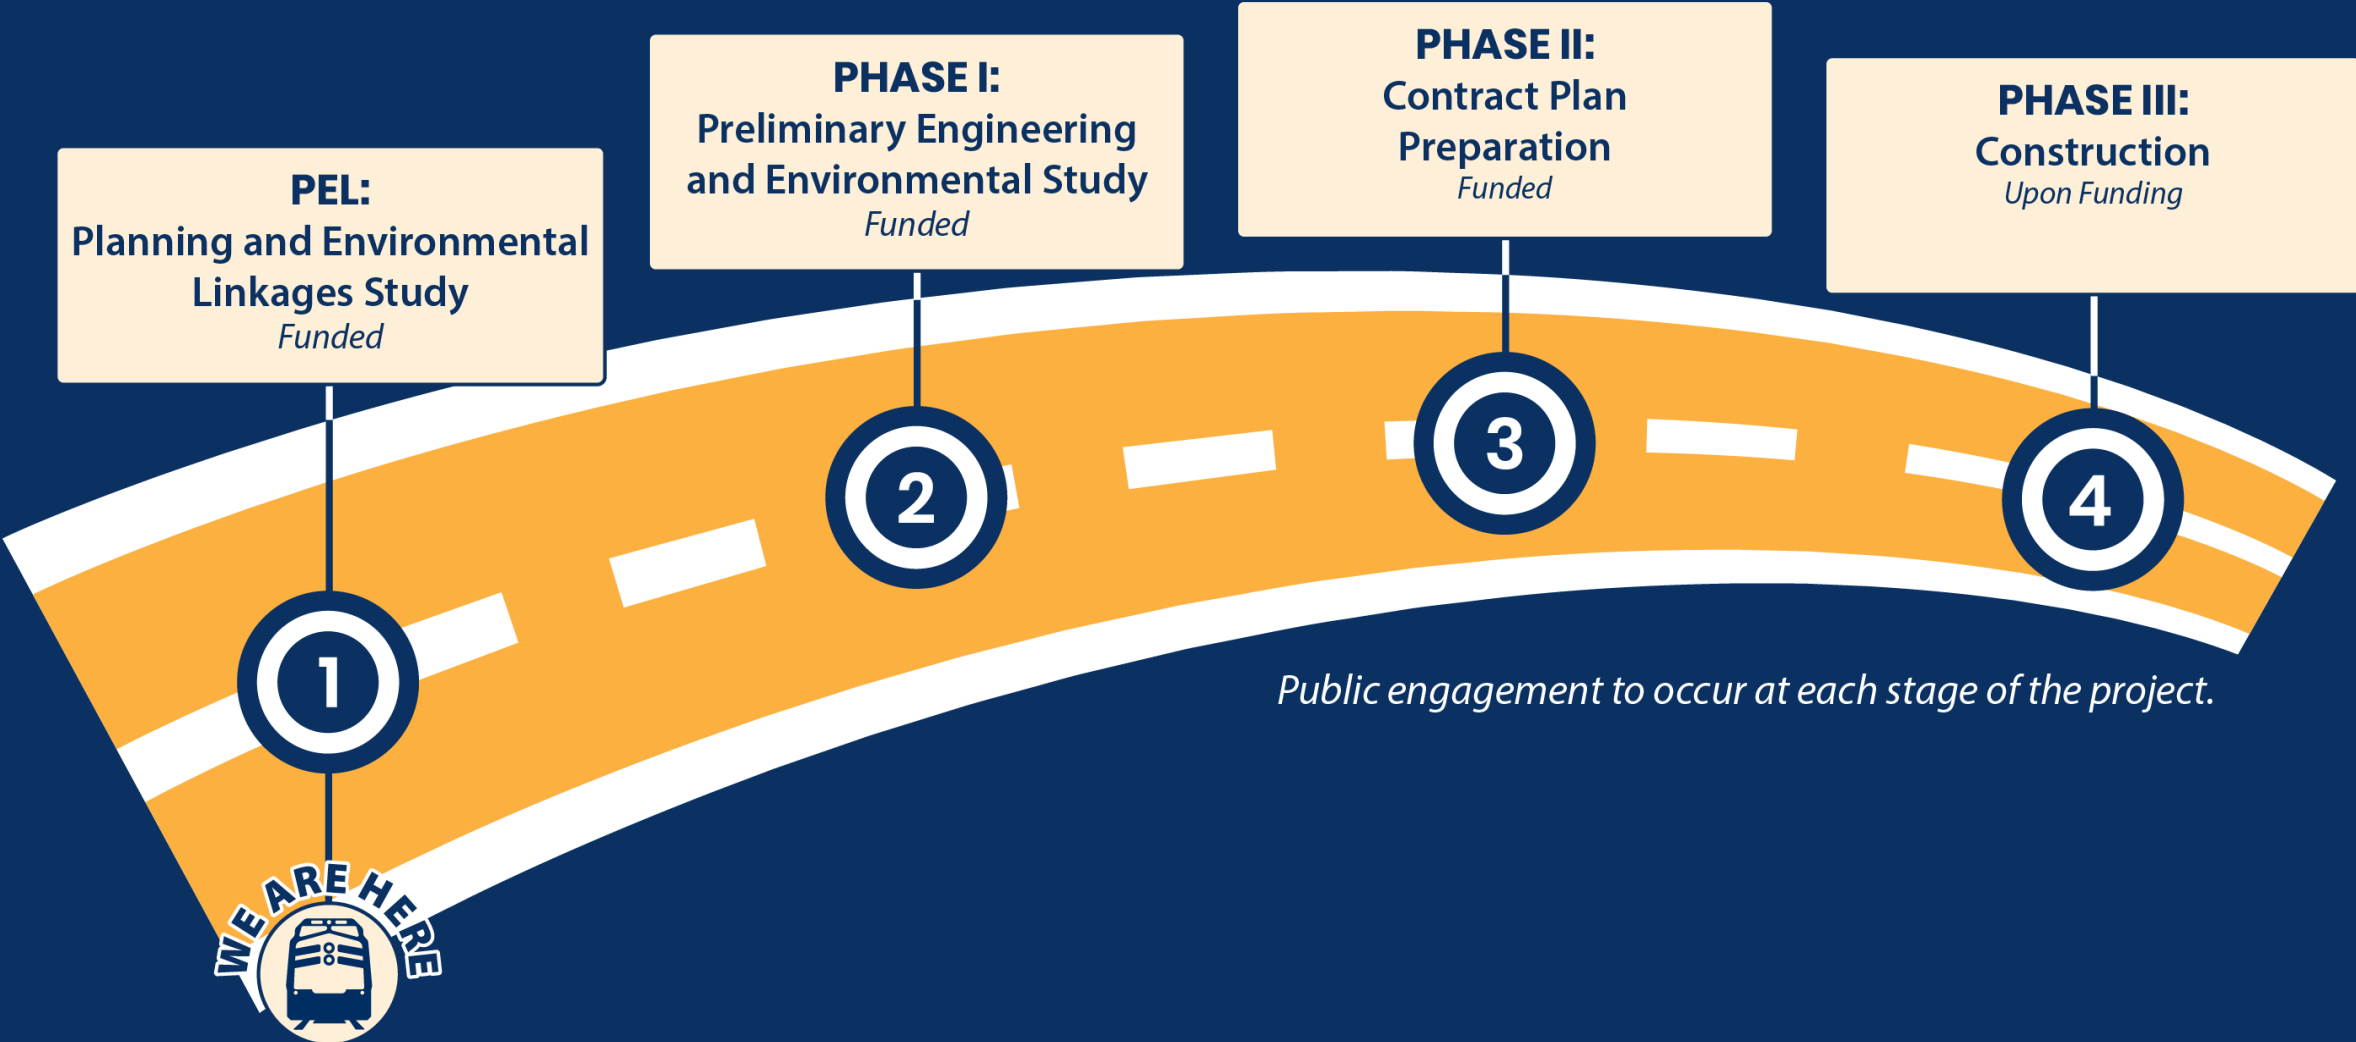 PEL:
Planning and Environmental
Linkages Study
Funded
PHASE I:
Preliminary Engineering
and Environmental Study
Funded
PHASE II:
Contract Plan
Preparation
Funded
PHASE III:
Construction
Upon Funding
1
2
3
4
Public engagement to occur at each stage of the project.
WE ARE HERE